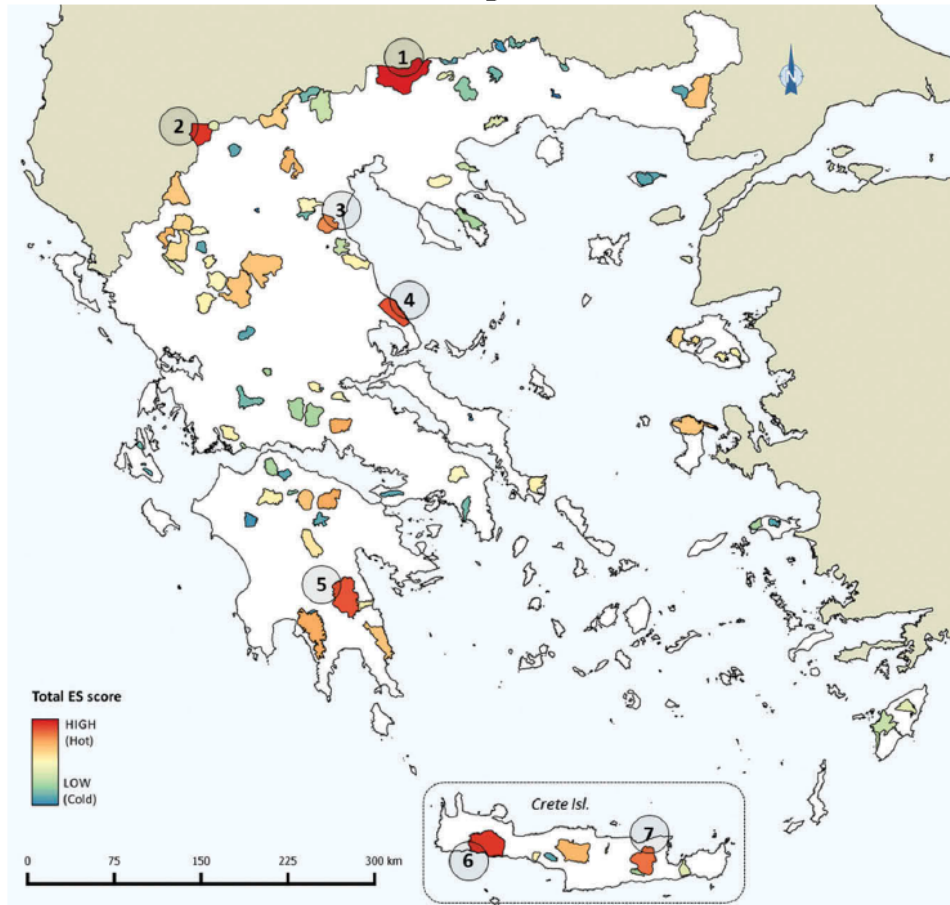 1
N
2
3
4
5
Total ES score
HIGH
(Hot)
LOW
(Cold)
Crete Isl.
7
6
0 75 150 225 300 km